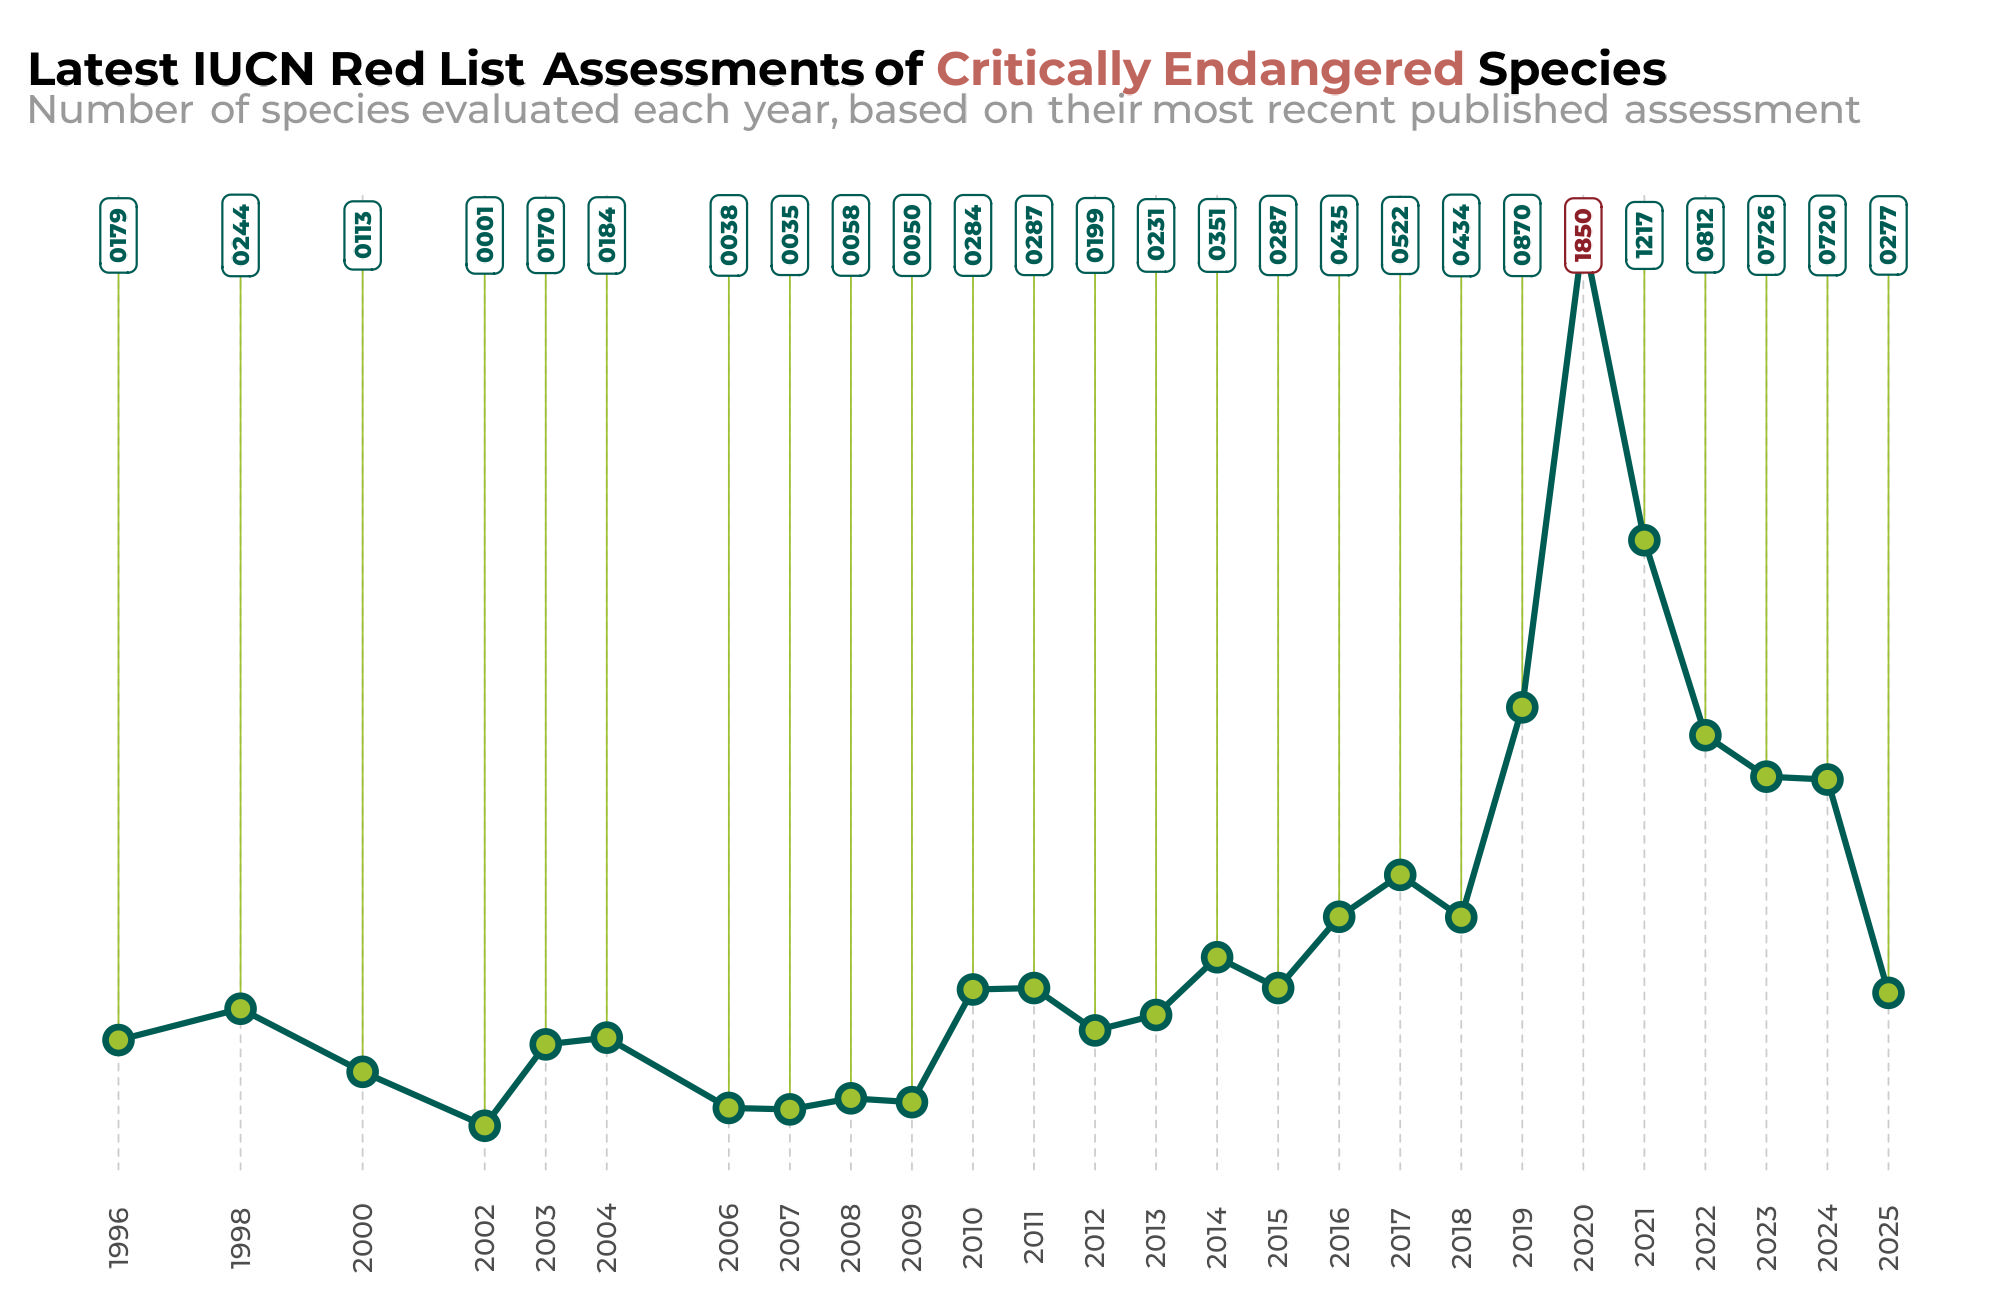 Latest IUCN Red List Assessments of Critically Endangered Species
Number of species evaluated each year, based on their most recent published assessment
0179 0244 0113 0001 0170 0184 0038 0035 0058 0050 0284 0287 0199 0231 0351 0287 0435 0522 0434 0870 1850 1217 0812 0726 0720 0277
1996 1998 2000 2002 2003 2004 2006 2007 2008 2009 2010 2011 2012 2013 2014 2015 2016 2017 2018 2019 2020 2021 2022 2023 2024 2025